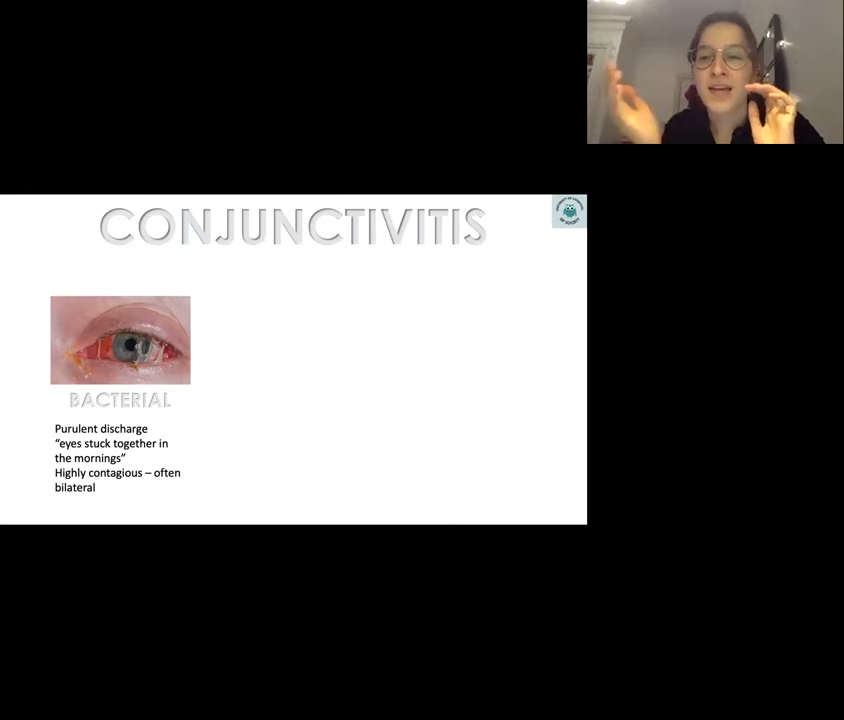 CONJUNCTIVITIS
BACTERIAL
Purulent discharge
“eyes stuck together in
the mornings”
Highly contagious – often
bilateral